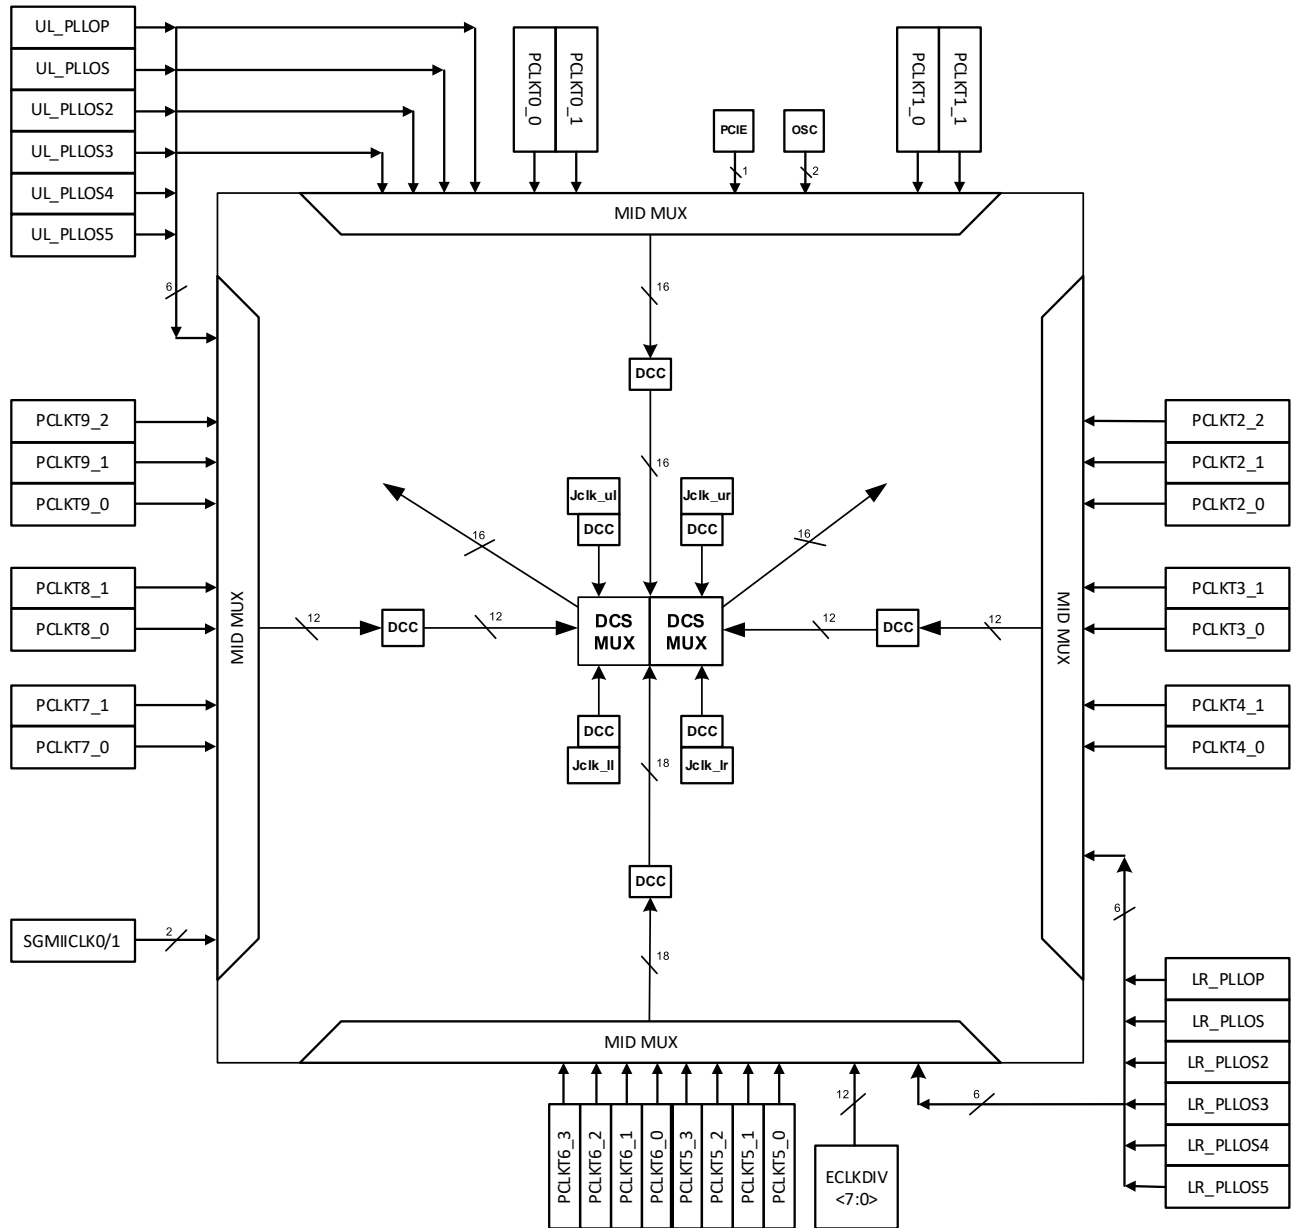 UL_PLLOP
UL_PLLOS
UL_PLLOS2
UL_PLLOS3
UL_PLLOS4
UL_PLLOS5
6
PCLKT0_0
PCLKT0_1
PCIE
1
OSC
2
PCLKT1_0
PCLKT1_1
MID MUX
16
DCC
16
PCLKT9_2
PCLKT9_1
PCLKT9_0
PCLKT8_1
PCLKT8_0
PCLKT7_1
PCLKT7_0
SGMIICLK0/1
2
MID MUX
12
DCC
12
16
Jclk_ul
DCC
Jclk_ur
DCC
16
DCS
MUX
DCS
MUX
12
DCC
12
MID MUX
DCC
Jclk_ll
DCC
Jclk_lr
18
DCC
18
PCLKT2_2
PCLKT2_1
PCLKT2_0
PCLKT3_1
PCLKT3_0
PCLKT4_1
PCLKT4_0
6
LR_PLLOP
LR_PLLOS
LR_PLLOS2
LR_PLLOS3
LR_PLLOS4
LR_PLLOS5
MID MUX
12
6
PCLKT6_3
PCLKT6_2
PCLKT6_1
PCLKT6_0
PCLKT5_3
PCLKT5_2
PCLKT5_1
PCLKT5_0
ECLKDIV
<7:0>